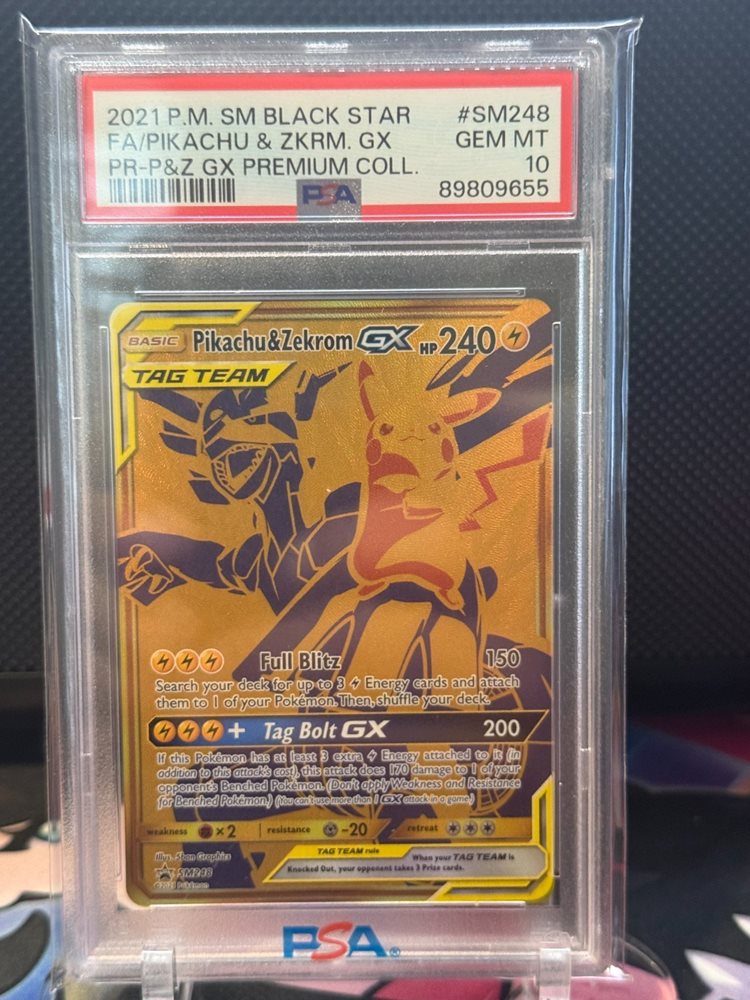 2021 P.M. SM BLACK STAR #SM248
FA/PIKACHU & ZKRM. GX GEM MT
PR-P&Z GX PREMIUM COLL. 10
PSA 89809655
BASIC Pikachu&Zekrom GX HP 240
TAG TEAM
Full Blitz 150
Search your deck for up to 3 Energy cards and attach
them to 1 of your Pokémon. Then, shuffle your deck.
+ Tag Bolt GX 200
If this Pokémon has at least 3 extra Energy attached to it (in
addition to this attack's cost), this attack does 170 damage to 1 of your
opponent's Benched Pokémon. (Don't apply Weakness and Resistance
for Benched Pokémon.) (You can't use more than 1 GX attack in a game.)
weakness ×2 resistance -20 retreat
Illus. 5ban Graphics
TAG TEAM rule When your TAG TEAM is
Knocked Out, your opponent takes 3 Prize cards.
SM248
©2021 Pokémon
PSA®